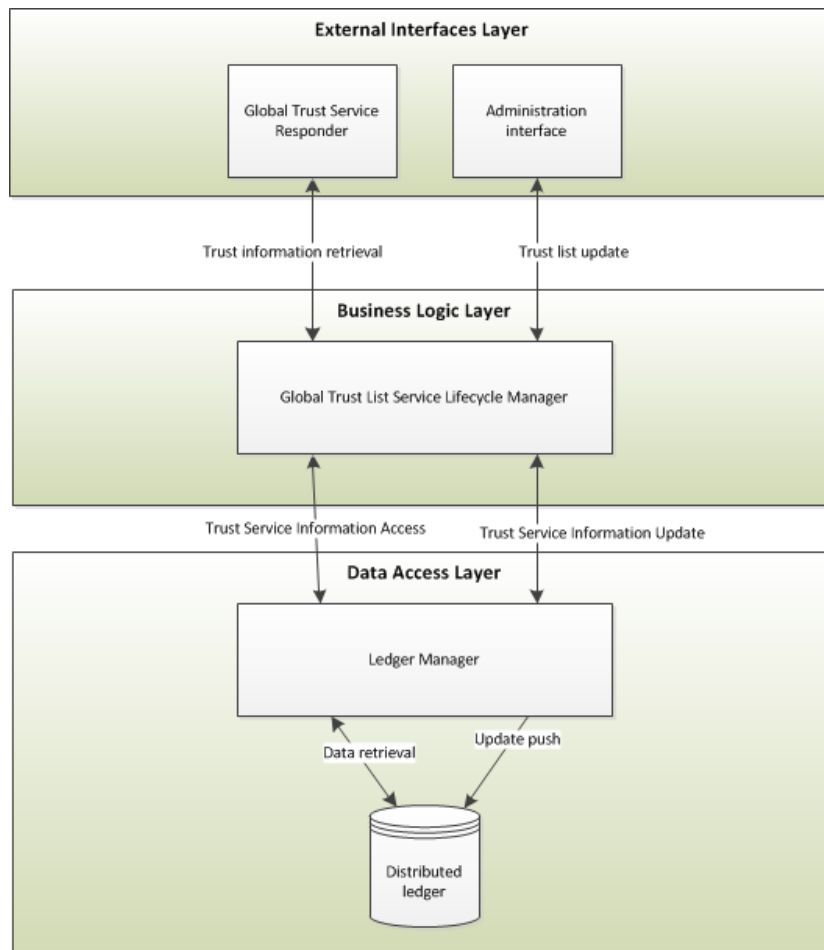 External Interfaces Layer
Global Trust Service
Responder
Administration
interface
Trust information retrieval
Trust list update
Business Logic Layer
Global Trust List Service Lifecycle Manager
Trust Service Information Access
Trust Service Information Update
Data Access Layer
Ledger Manager
Data retrieval
Update push
Distributed
ledger